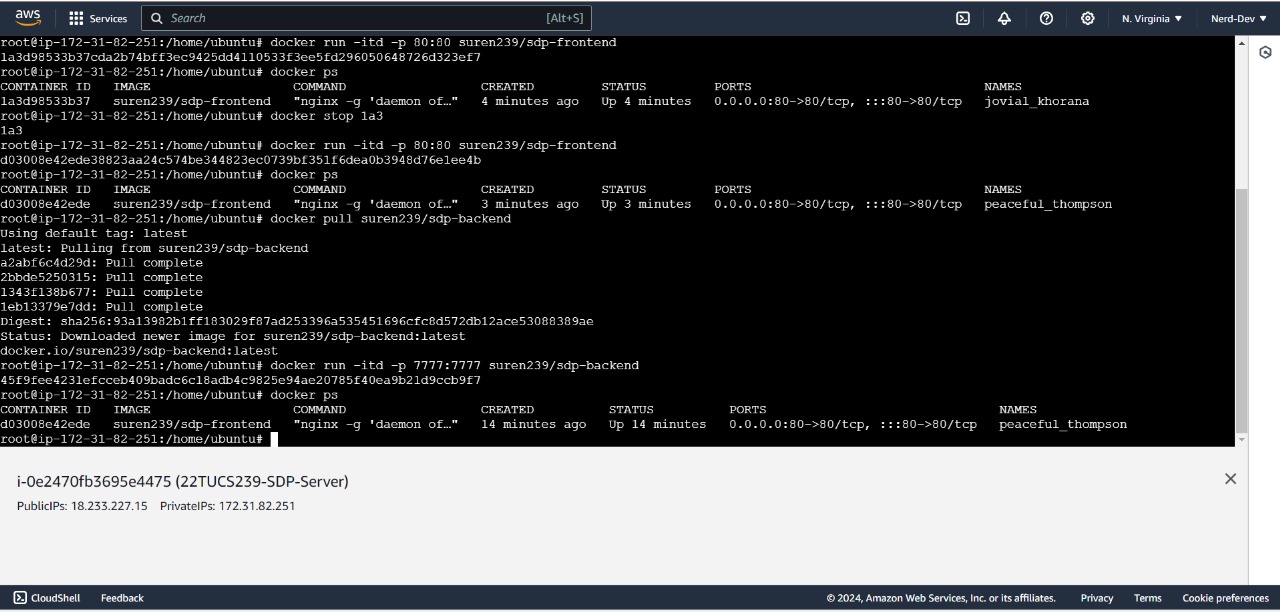 aws Services Search [Alt+S] N. Virginia Nerd-Dev
root@ip-172-31-82-251:/home/ubuntu# docker run -itd -p 80:80 suren239/sdp-frontend
1a3d98533b37cda2b74bff3ec9425dd4110533f3ee5fd296050648726d323ef7
root@ip-172-31-82-251:/home/ubuntu# docker ps
CONTAINER ID IMAGE COMMAND CREATED STATUS PORTS NAMES
1a3d98533b37 suren239/sdp-frontend "nginx -g 'daemon of…" 4 minutes ago Up 4 minutes 0.0.0.0:80->80/tcp, :::80->80/tcp jovial_khorana
root@ip-172-31-82-251:/home/ubuntu# docker stop 1a3
1a3
root@ip-172-31-82-251:/home/ubuntu# docker run -itd -p 80:80 suren239/sdp-frontend
d03008e42ede38823aa24c574be344823ec0739bf351f6dea0b3948d76e1ee4b
root@ip-172-31-82-251:/home/ubuntu# docker ps
CONTAINER ID IMAGE COMMAND CREATED STATUS PORTS NAMES
d03008e42ede suren239/sdp-frontend "nginx -g 'daemon of…" 3 minutes ago Up 3 minutes 0.0.0.0:80->80/tcp, :::80->80/tcp peaceful_thompson
root@ip-172-31-82-251:/home/ubuntu# docker pull suren239/sdp-backend
Using default tag: latest
latest: Pulling from suren239/sdp-backend
a2abf6c4d29d: Pull complete
2bbde5250315: Pull complete
1343f138b677: Pull complete
1eb13379e7dd: Pull complete
Digest: sha256:93a13982b1ff183029f87ad253396a535451696cfc8d572db12ace53088389ae
Status: Downloaded newer image for suren239/sdp-backend:latest
docker.io/suren239/sdp-backend:latest
root@ip-172-31-82-251:/home/ubuntu# docker run -itd -p 7777:7777 suren239/sdp-backend
45f9fee4231efcceb409badc6c18adb4c9825e94ae20785f40ea9b21d9ccb9f7
root@ip-172-31-82-251:/home/ubuntu# docker ps
CONTAINER ID IMAGE COMMAND CREATED STATUS PORTS NAMES
d03008e42ede suren239/sdp-frontend "nginx -g 'daemon of…" 14 minutes ago Up 14 minutes 0.0.0.0:80->80/tcp, :::80->80/tcp peaceful_thompson
root@ip-172-31-82-251:/home/ubuntu#
i-0e2470fb3695e4475 (22TUCS239-SDP-Server)
PublicIPs: 18.233.227.15 PrivateIPs: 172.31.82.251
CloudShell Feedback © 2024, Amazon Web Services, Inc. or its affiliates. Privacy Terms Cookie preferences